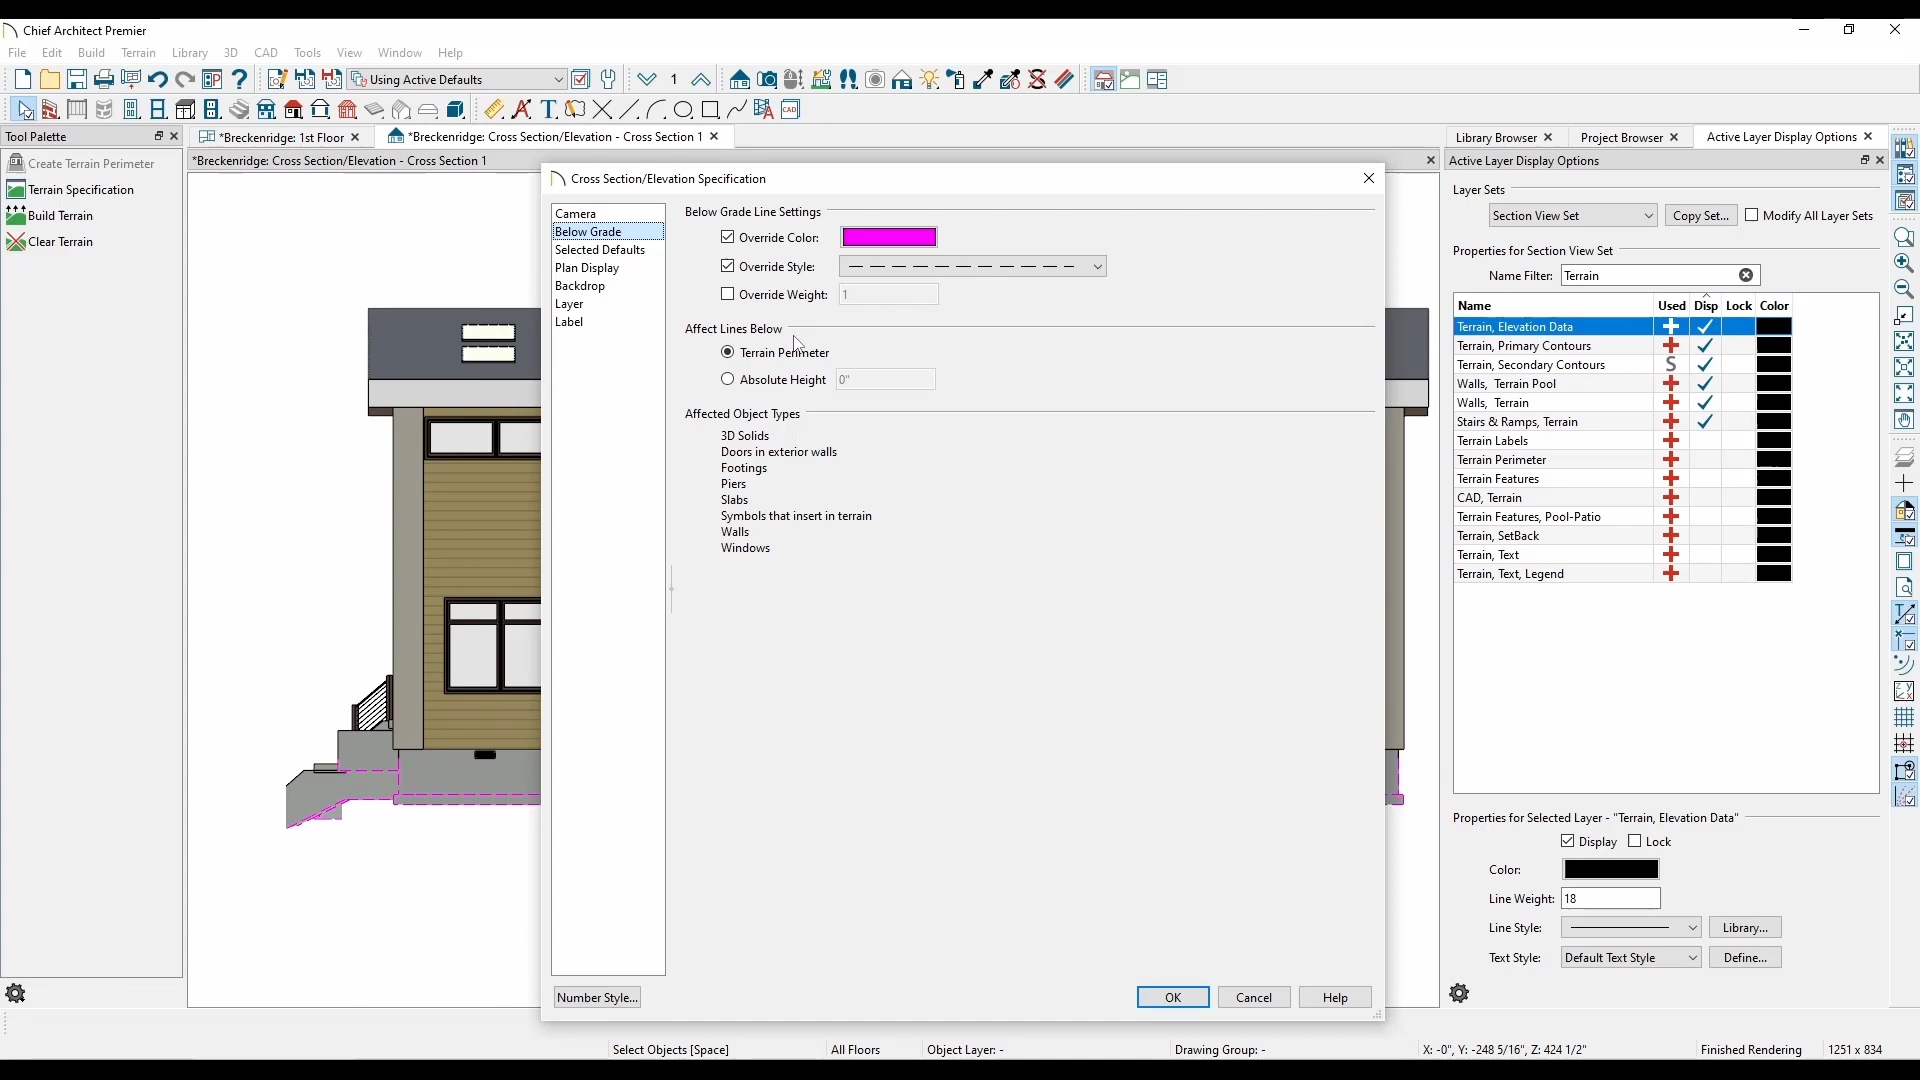 Chief Architect Premier
File Edit Build Terrain Library 3D CAD Tools View Window Help
Using Active Defaults
1
Tool Palette
*Breckenridge: 1st Floor
*Breckenridge: Cross Section/Elevation - Cross Section 1
Library Browser
Project Browser
Active Layer Display Options
*Breckenridge: Cross Section/Elevation - Cross Section 1
Active Layer Display Options
Create Terrain Perimeter
Terrain Specification
Build Terrain
Clear Terrain
Cross Section/Elevation Specification
Camera
Below Grade
Selected Defaults
Plan Display
Backdrop
Layer
Label
Below Grade Line Settings
Override Color:
Override Style:
Override Weight: 1
Affect Lines Below
Terrain Perimeter
Absolute Height 0"
Affected Object Types
3D Solids
Doors in exterior walls
Footings
Piers
Slabs
Symbols that insert in terrain
Walls
Windows
Number Style...
OK
Cancel
Help
Layer Sets
Section View Set
Copy Set...
Modify All Layer Sets
Properties for Section View Set
Name Filter: Terrain
Name Used Disp Lock Color
Terrain, Elevation Data
Terrain, Primary Contours
Terrain, Secondary Contours S
Walls, Terrain Pool
Walls, Terrain
Stairs & Ramps, Terrain
Terrain Labels
Terrain Perimeter
Terrain Features
CAD, Terrain
Terrain Features, Pool-Patio
Terrain, SetBack
Terrain, Text
Terrain, Text, Legend
Properties for Selected Layer - "Terrain, Elevation Data"
Display Lock
Color:
Line Weight: 18
Line Style: Library...
Text Style: Default Text Style Define...
Select Objects [Space]
All Floors
Object Layer: -
Drawing Group: -
X: -0", Y: -248 5/16", Z: 424 1/2"
Finished Rendering
1251 x 834